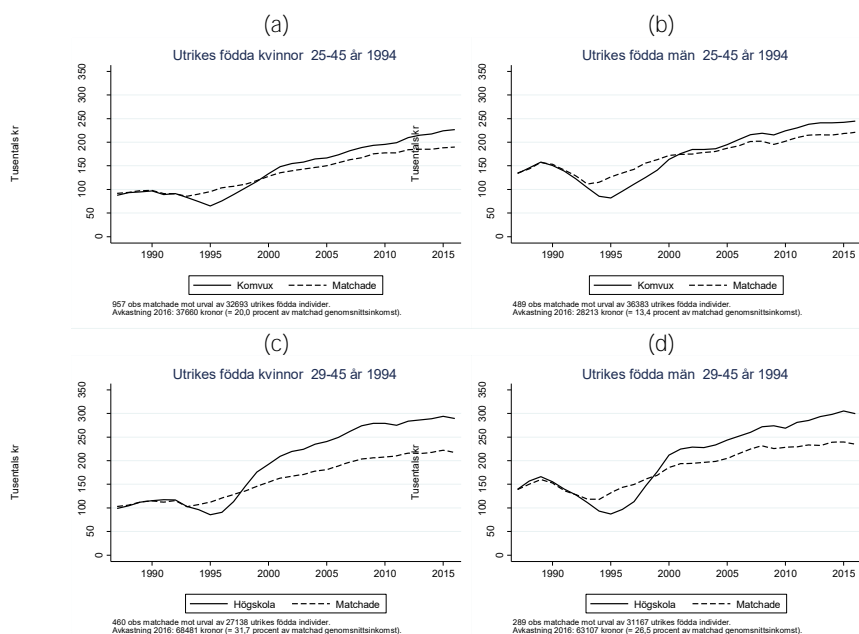 (a)
Utrikes födda kvinnor 25-45 år 1994
Tusentals kr
350
300
250
200
150
100
50
0
1990
1995
2000
2005
2010
2015
Komvux
Matchade
957 obs matchade mot urval av 32693 utrikes födda individer.
Avkastning 2016: 37660 kronor (= 20,0 procent av matchad genomsnittsinkomst).
(b)
Utrikes födda män 25-45 år 1994
Tusentals kr
350
300
250
200
150
100
50
0
1990
1995
2000
2005
2010
2015
Komvux
Matchade
489 obs matchade mot urval av 36383 utrikes födda individer.
Avkastning 2016: 28213 kronor (= 13,4 procent av matchad genomsnittsinkomst).
(c)
Utrikes födda kvinnor 29-45 år 1994
Tusentals kr
350
300
250
200
150
100
50
0
1990
1995
2000
2005
2010
2015
Högskola
Matchade
460 obs matchade mot urval av 27138 utrikes födda individer.
Avkastning 2016: 68481 kronor (= 31,7 procent av matchad genomsnittsinkomst).
(d)
Utrikes födda män 29-45 år 1994
Tusentals kr
350
300
250
200
150
100
50
0
1990
1995
2000
2005
2010
2015
Högskola
Matchade
289 obs matchade mot urval av 31167 utrikes födda individer.
Avkastning 2016: 63107 kronor (= 26,5 procent av matchad genomsnittsinkomst).